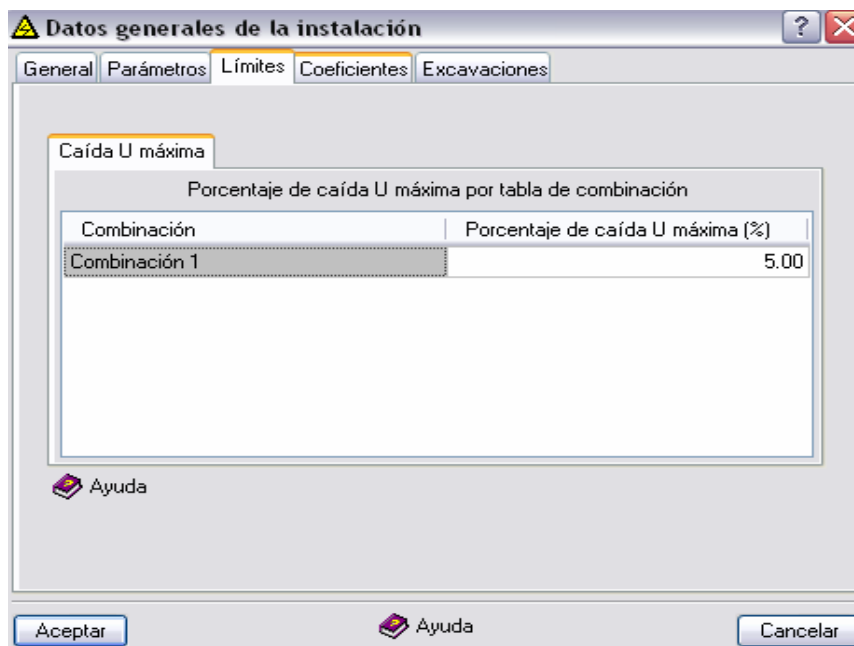 Datos generales de la instalación ?
General Parámetros Límites Coeficientes Excavaciones
Caída U máxima
Porcentaje de caída U máxima por tabla de combinación
Combinación Porcentaje de caída U máxima (%)
Combinación 1 5.00
Ayuda
Aceptar Ayuda Cancelar